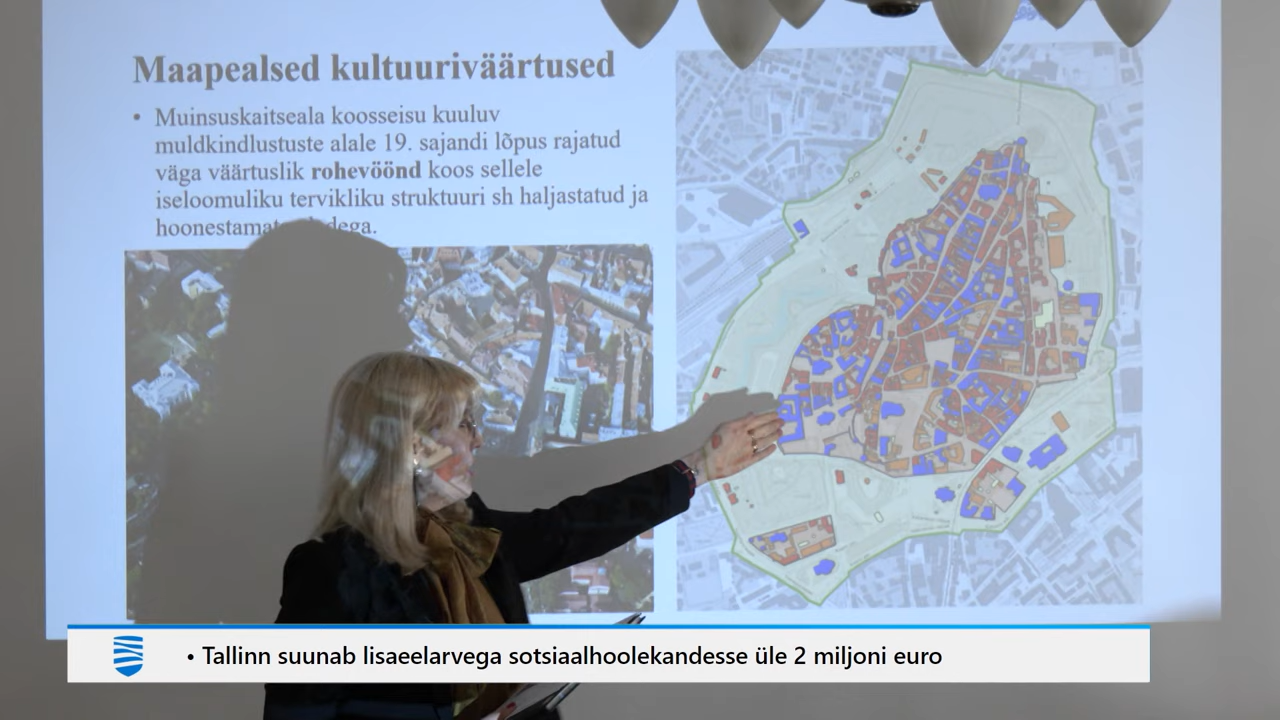 Maapealsed kultuuriväärtused
• Muinsuskaitseala koosseisu kuuluv
muldkindlustuste alale 19. sajandi lõpus rajatud
väga väärtuslik rohevöönd koos sellele
iseloomuliku tervikliku struktuuri sh haljastatud ja
• Tallinn suunab lisaeelarvega sotsiaalhoolekandesse üle 2 miljoni euro